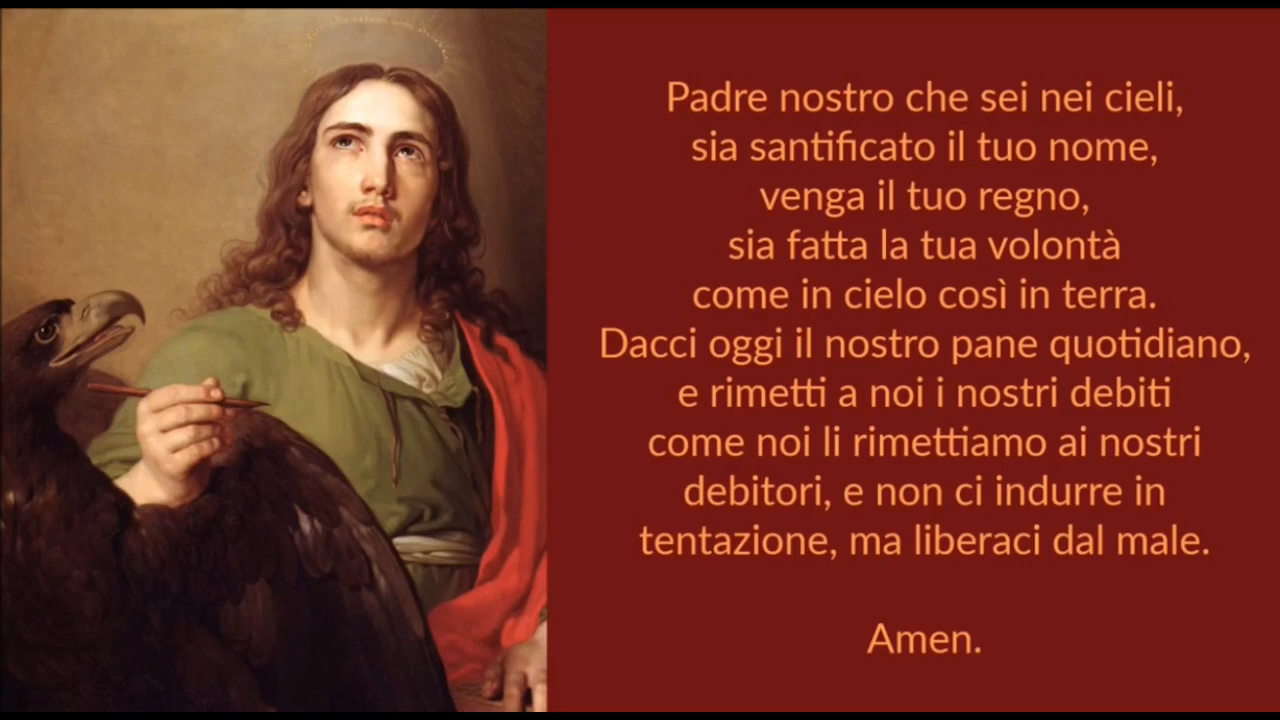 Padre nostro che sei nei cieli,
sia santificato il tuo nome,
venga il tuo regno,
sia fatta la tua volontà
come in cielo così in terra.
Dacci oggi il nostro pane quotidiano,
e rimetti a noi i nostri debiti
come noi li rimettiamo ai nostri
debitori, e non ci indurre in
tentazione, ma liberaci dal male.
Amen.